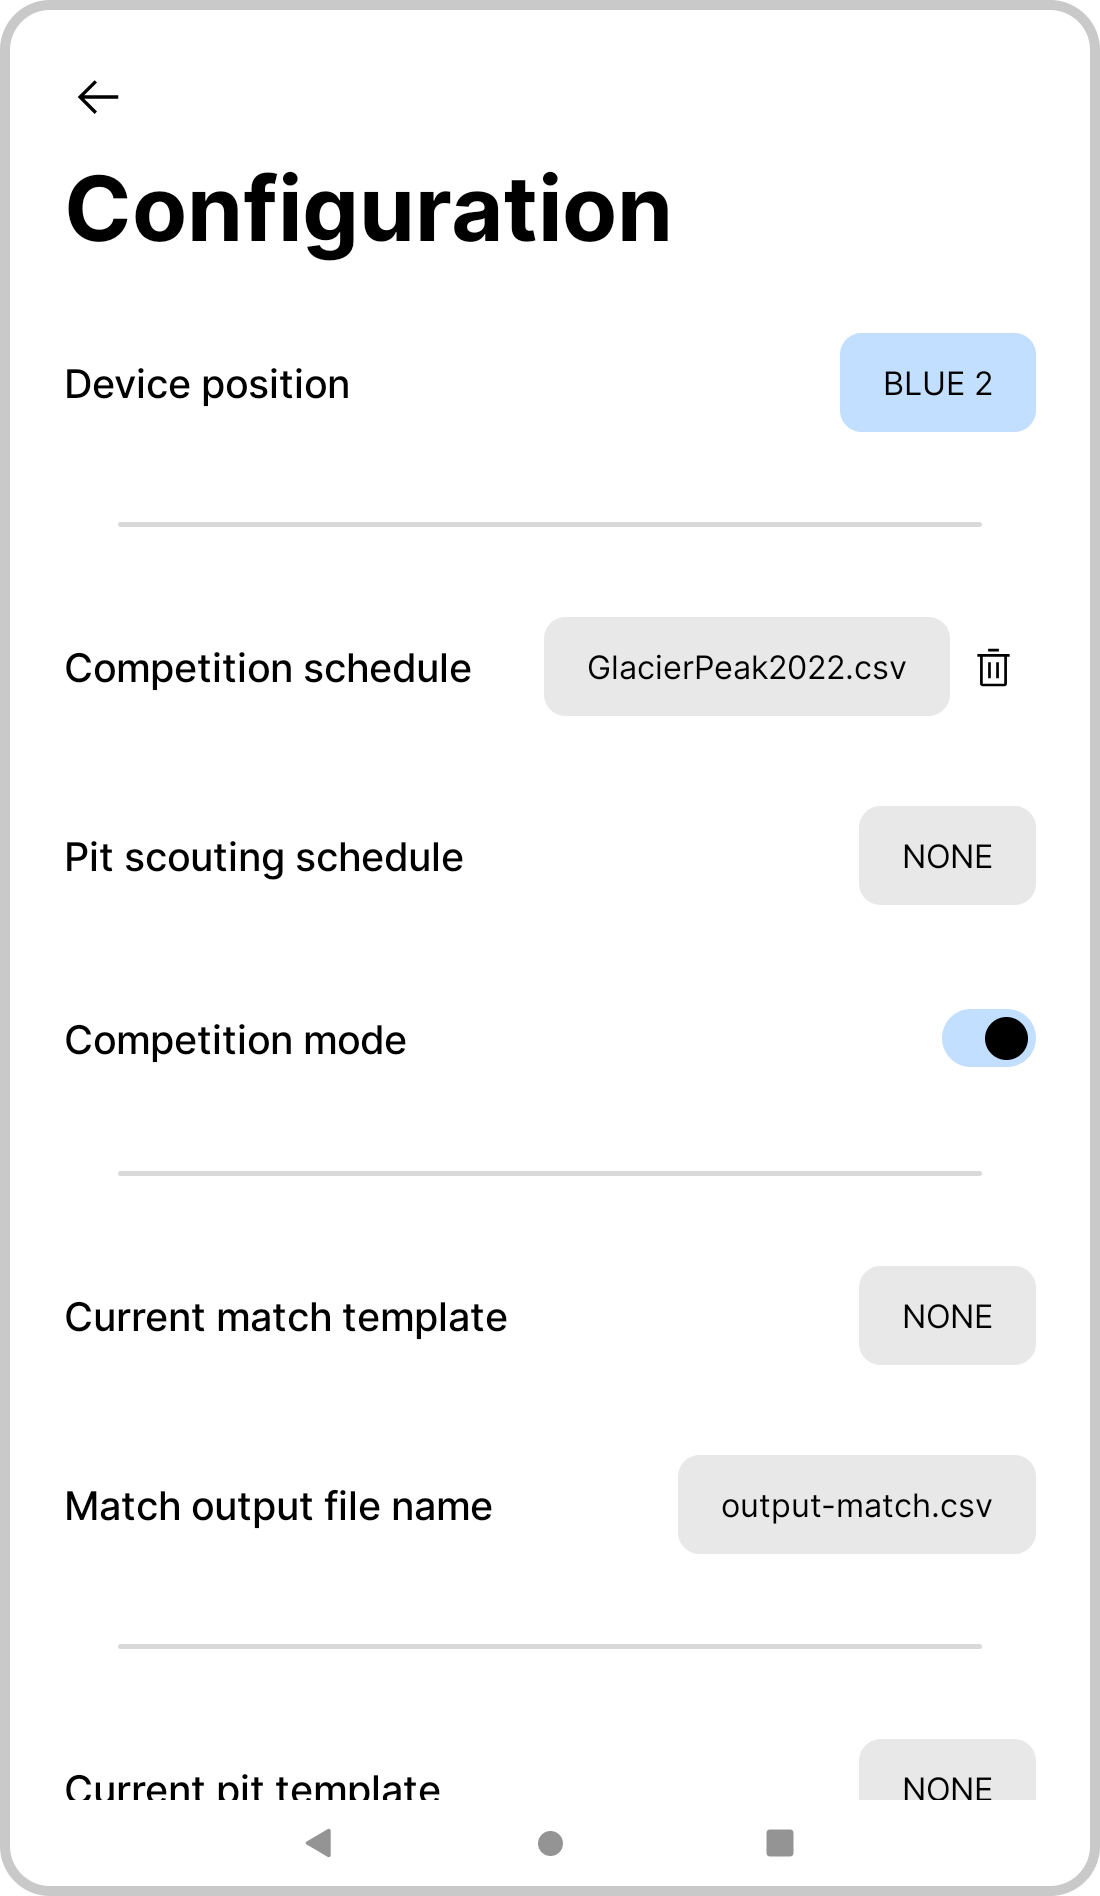 Configuration
Device position BLUE 2
Competition schedule GlacierPeak2022.csv
Pit scouting schedule NONE
Competition mode
Current match template NONE
Match output file name output-match.csv
Current pit template NONE